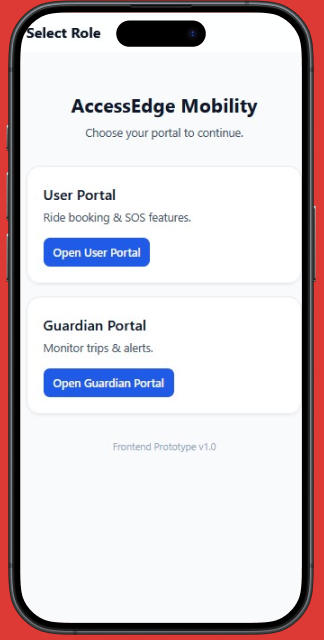 Select Role
AccessEdge Mobility
Choose your portal to continue.
User Portal
Ride booking & SOS features.
Open User Portal
Guardian Portal
Monitor trips & alerts.
Open Guardian Portal
Frontend Prototype v1.0